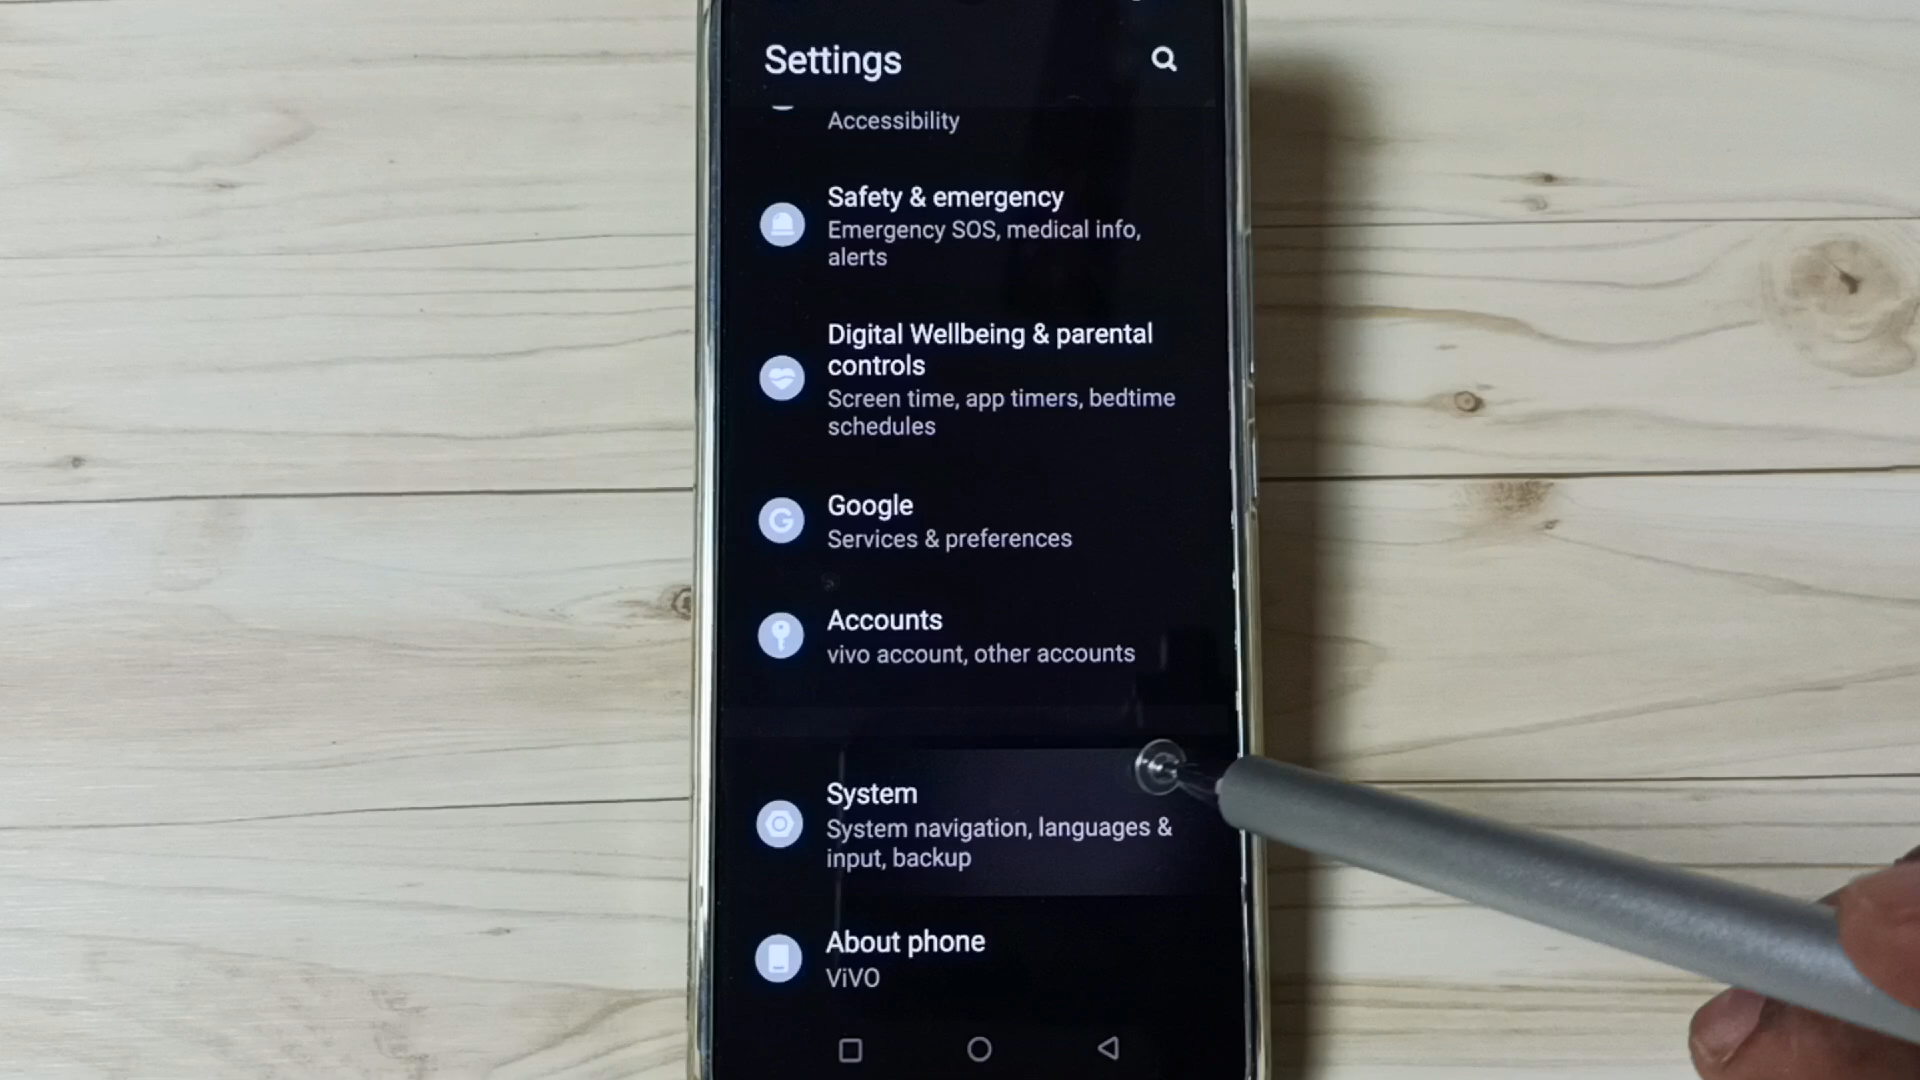 Settings
Accessibility
Safety & emergency
Emergency SOS, medical info,
alerts
Digital Wellbeing & parental
controls
Screen time, app timers, bedtime
schedules
Google
Services & preferences
Accounts
vivo account, other accounts
System
System navigation, languages &
input, backup
About phone
ViVO